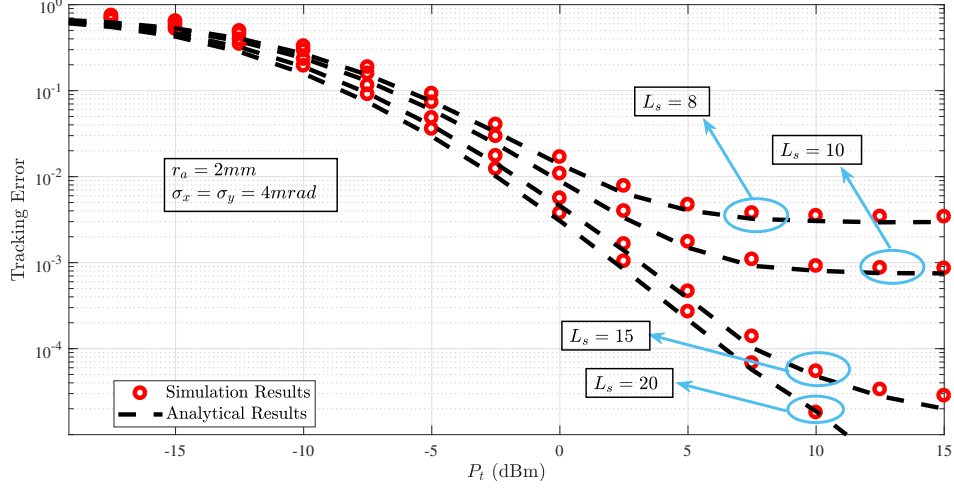 10^0
10^-1
10^-2
10^-3
10^-4
Tracking Error
L_s = 8
L_s = 10
r_a = 2mm
σ_x = σ_y = 4mrad
L_s = 15
L_s = 20
Simulation Results
Analytical Results
-15 -10 -5 0 5 10 15
P_t (dBm)